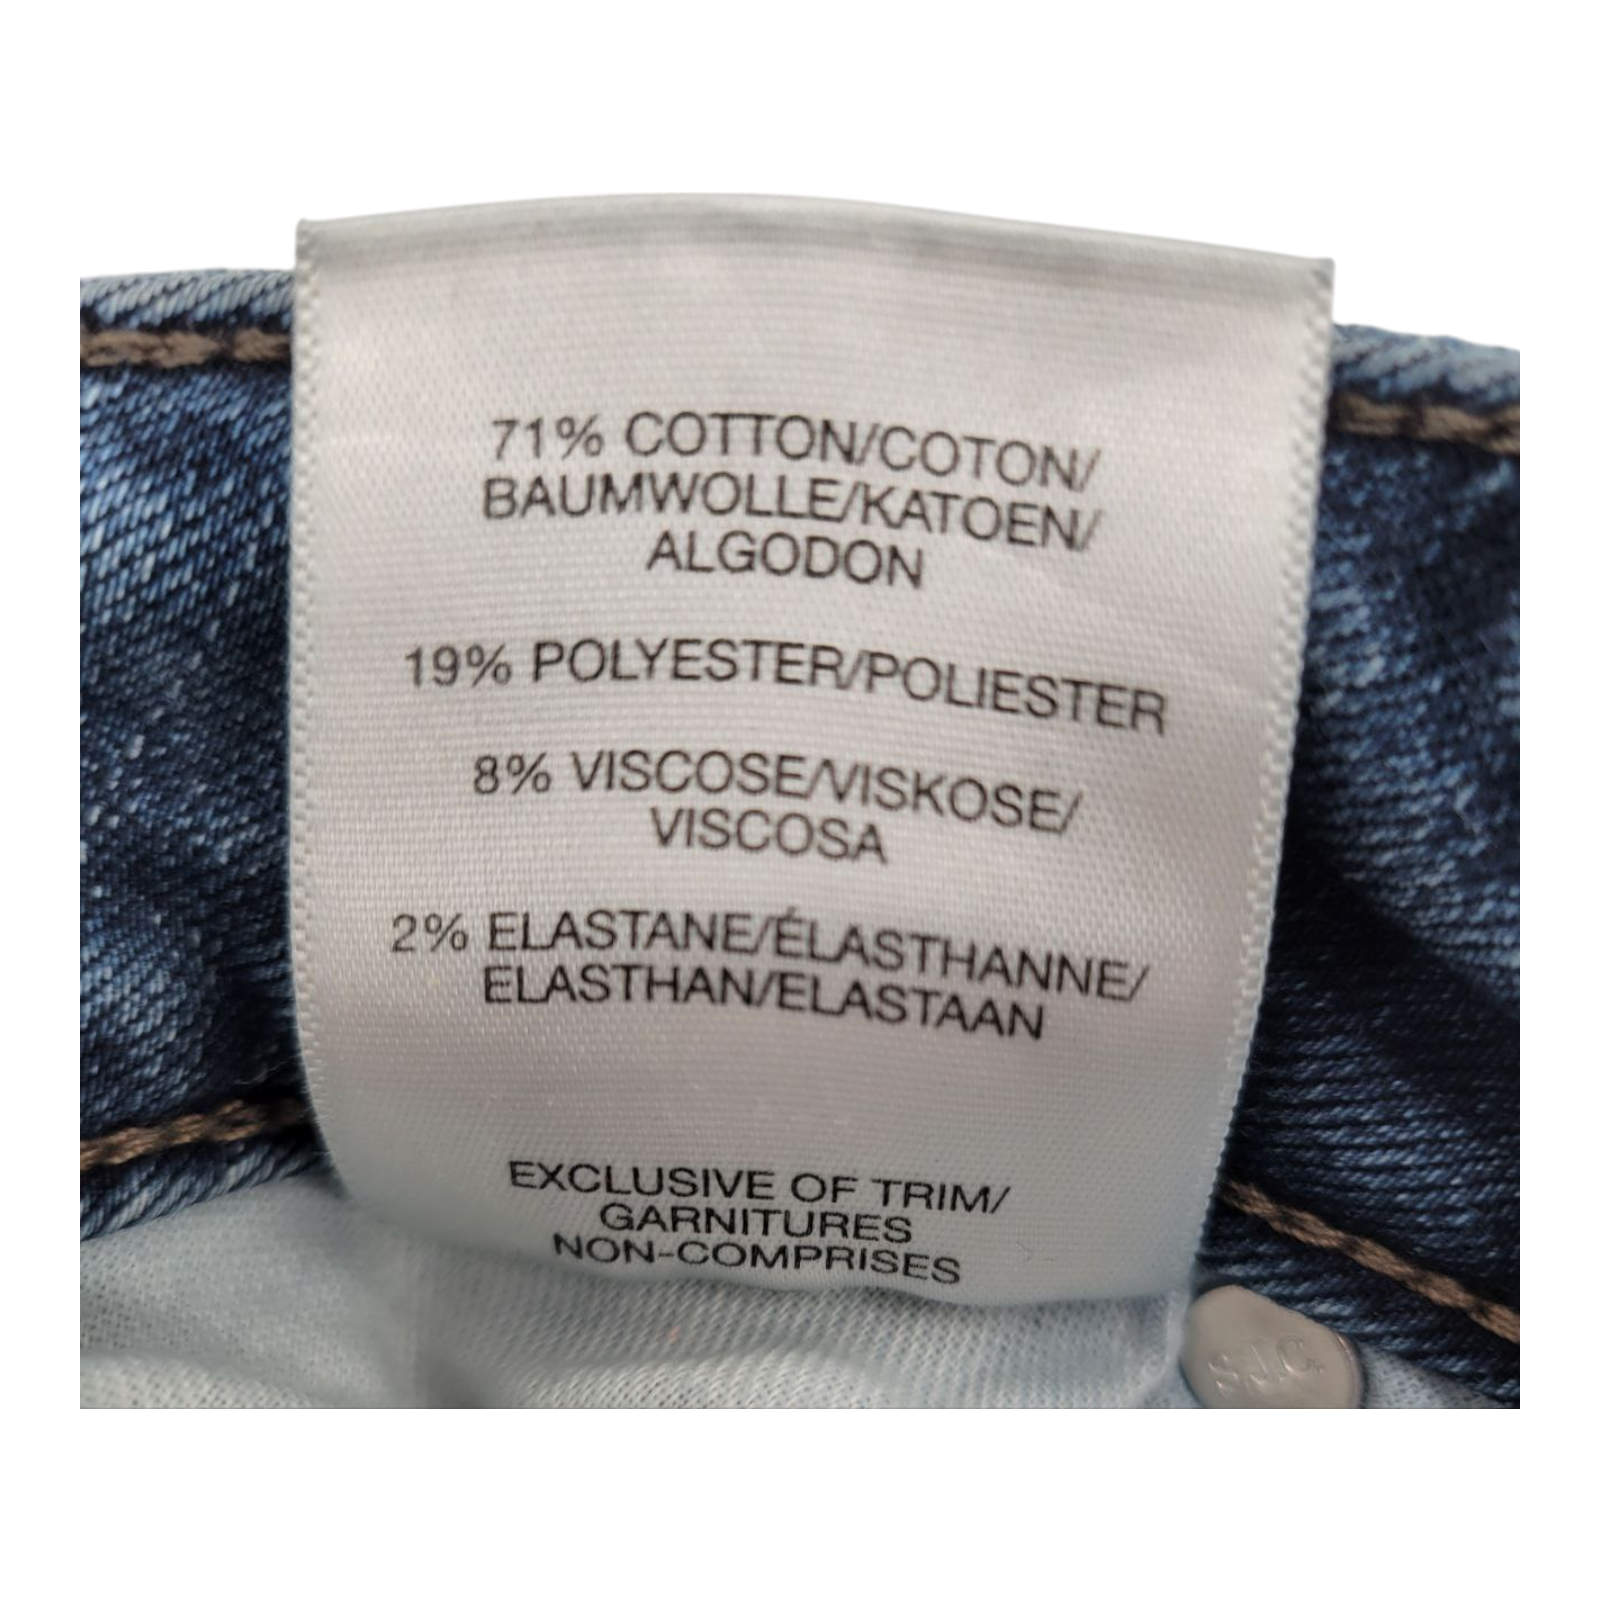 71% COTTON/COTON/
BAUMWOLLE/KATOEN/
ALGODON
19% POLYESTER/POLIESTER
8% VISCOSE/VISKOSE/
VISCOSA
2% ELASTANE/ÉLASTHANNE/
ELASTHAN/ELASTAAN
EXCLUSIVE OF TRIM/
GARNITURES
NON-COMPRISES
S.J.G.